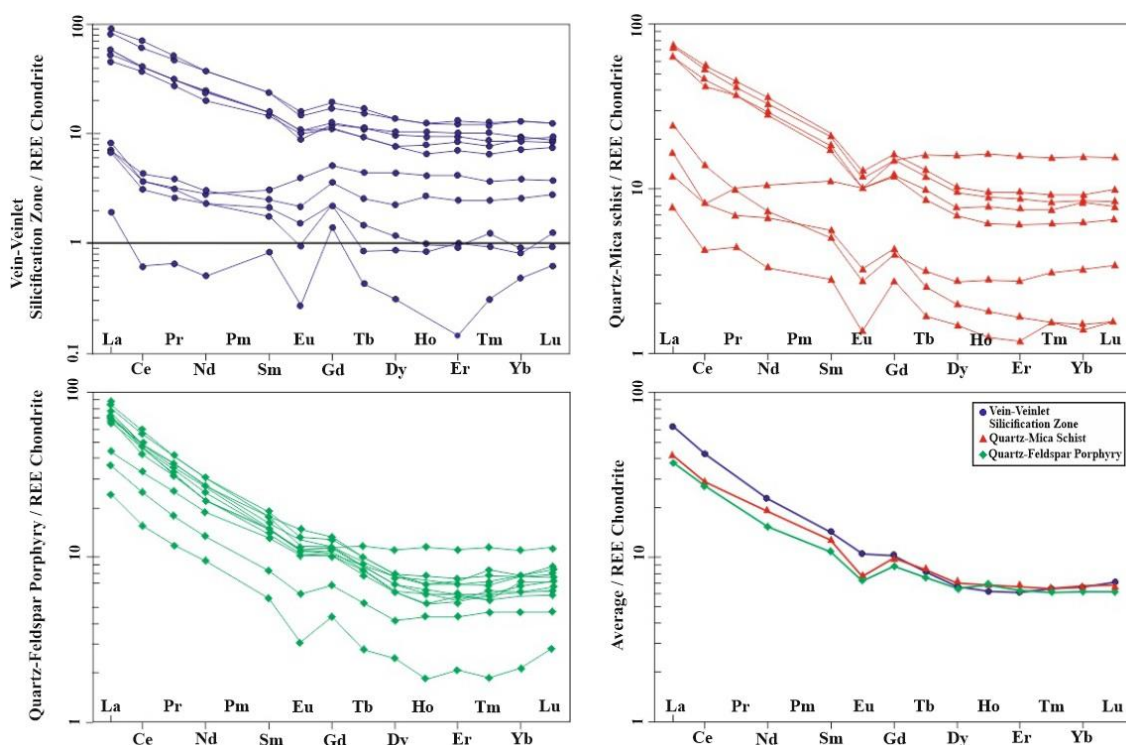 Vein-Veinlet
Silicification Zone / REE Chondrite
100
10
1
0.1
La Pr Pm Eu Tb Ho Tm Lu
Ce Nd Sm Gd Dy Er Yb
Quartz-Mica schist / REE Chondrite
100
10
1
La Pr Pm Eu Tb Ho Tm Lu
Ce Nd Sm Gd Dy Er Yb
Quartz-Feldspar Porphyry / REE Chondrite
100
10
1
La Pr Pm Eu Tb Ho Tm Lu
Ce Nd Sm Gd Dy Er Yb
Average / REE Chondrite
100
10
1
Vein-Veinlet
Silicification Zone
Quartz-Mica Schist
Quartz-Feldspar Porphyry
La Pr Pm Eu Tb Ho Tm Lu
Ce Nd Sm Gd Dy Er Yb